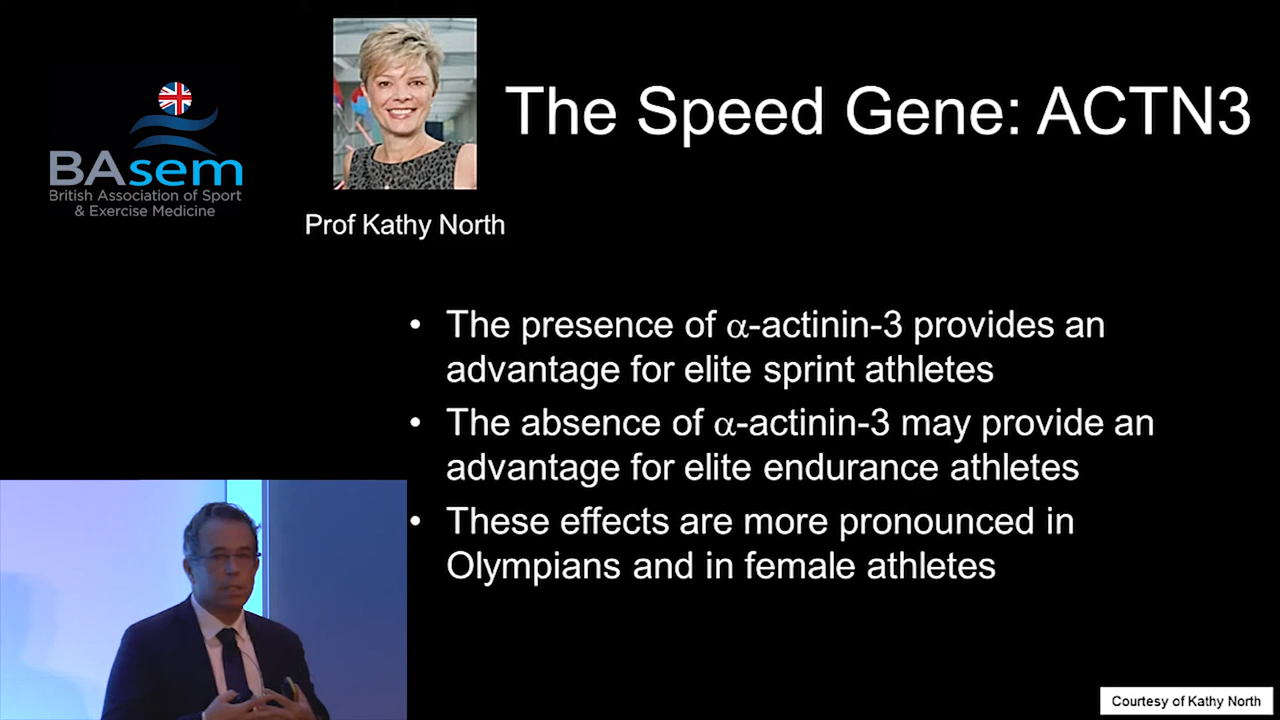 BAsem
British Association of Sport
& Exercise Medicine
The Speed Gene: ACTN3
Prof Kathy North
• The presence of α-actinin-3 provides an
advantage for elite sprint athletes
• The absence of α-actinin-3 may provide an
advantage for elite endurance athletes
• These effects are more pronounced in
Olympians and in female athletes
Courtesy of Kathy North